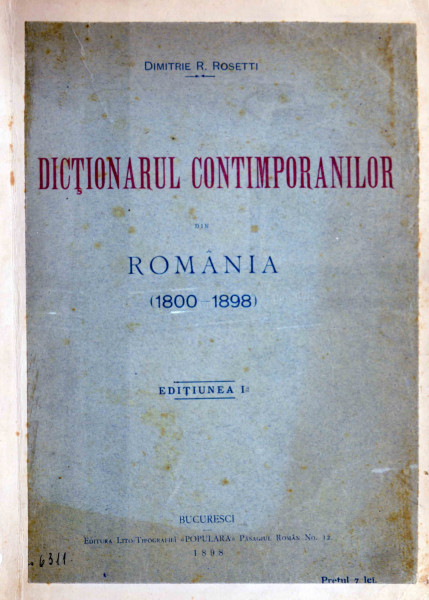 DIMITRIE R. ROSETTI
DICȚIONARUL CONTIMPORANILOR
DIN
ROMÂNIA
(1800-1898)
EDIȚIUNEA Iª
BUCURESCI
EDITURA LITO-TIPOGRAFIEI «POPULARA» PASAGIUL ROMÂN No. 12.
1898
6311.
Prețul 7 lei.